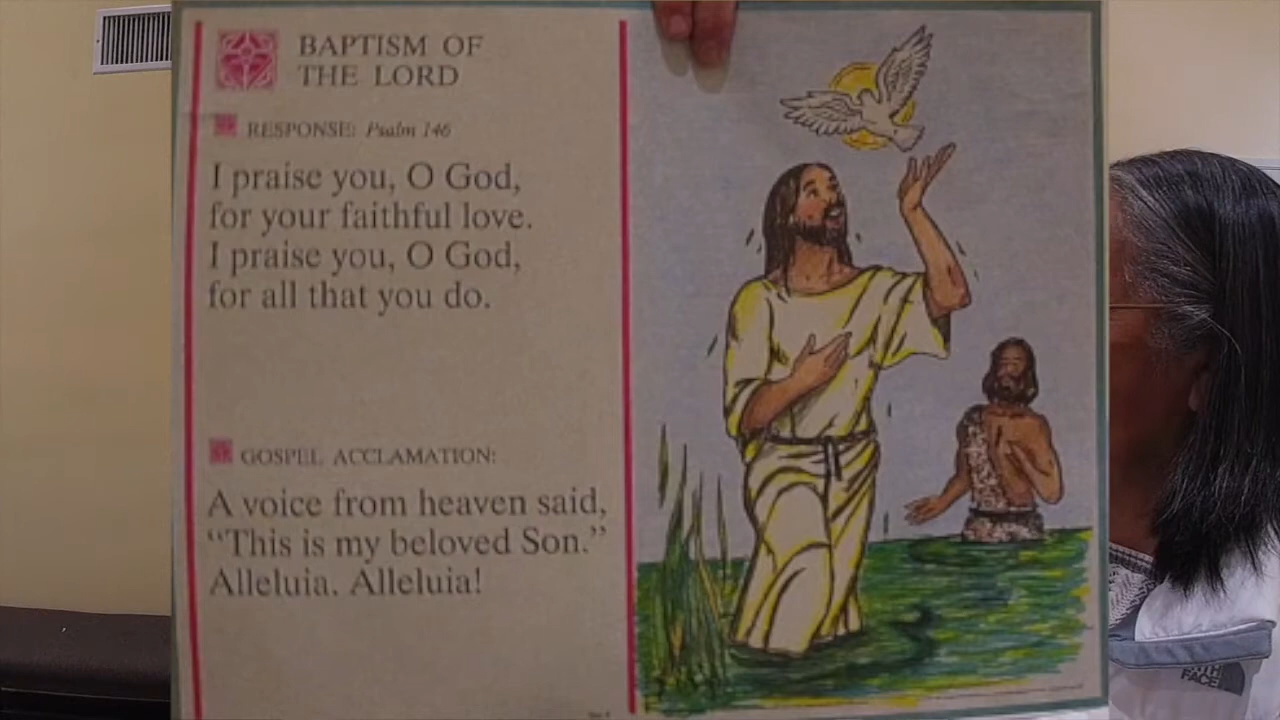 BAPTISM OF
THE LORD
RESPONSE: Psalm 146
I praise you, O God,
for your faithful love.
I praise you, O God,
for all that you do.
GOSPEL ACCLAMATION:
A voice from heaven said,
“This is my beloved Son.”
Alleluia. Alleluia!
FACE